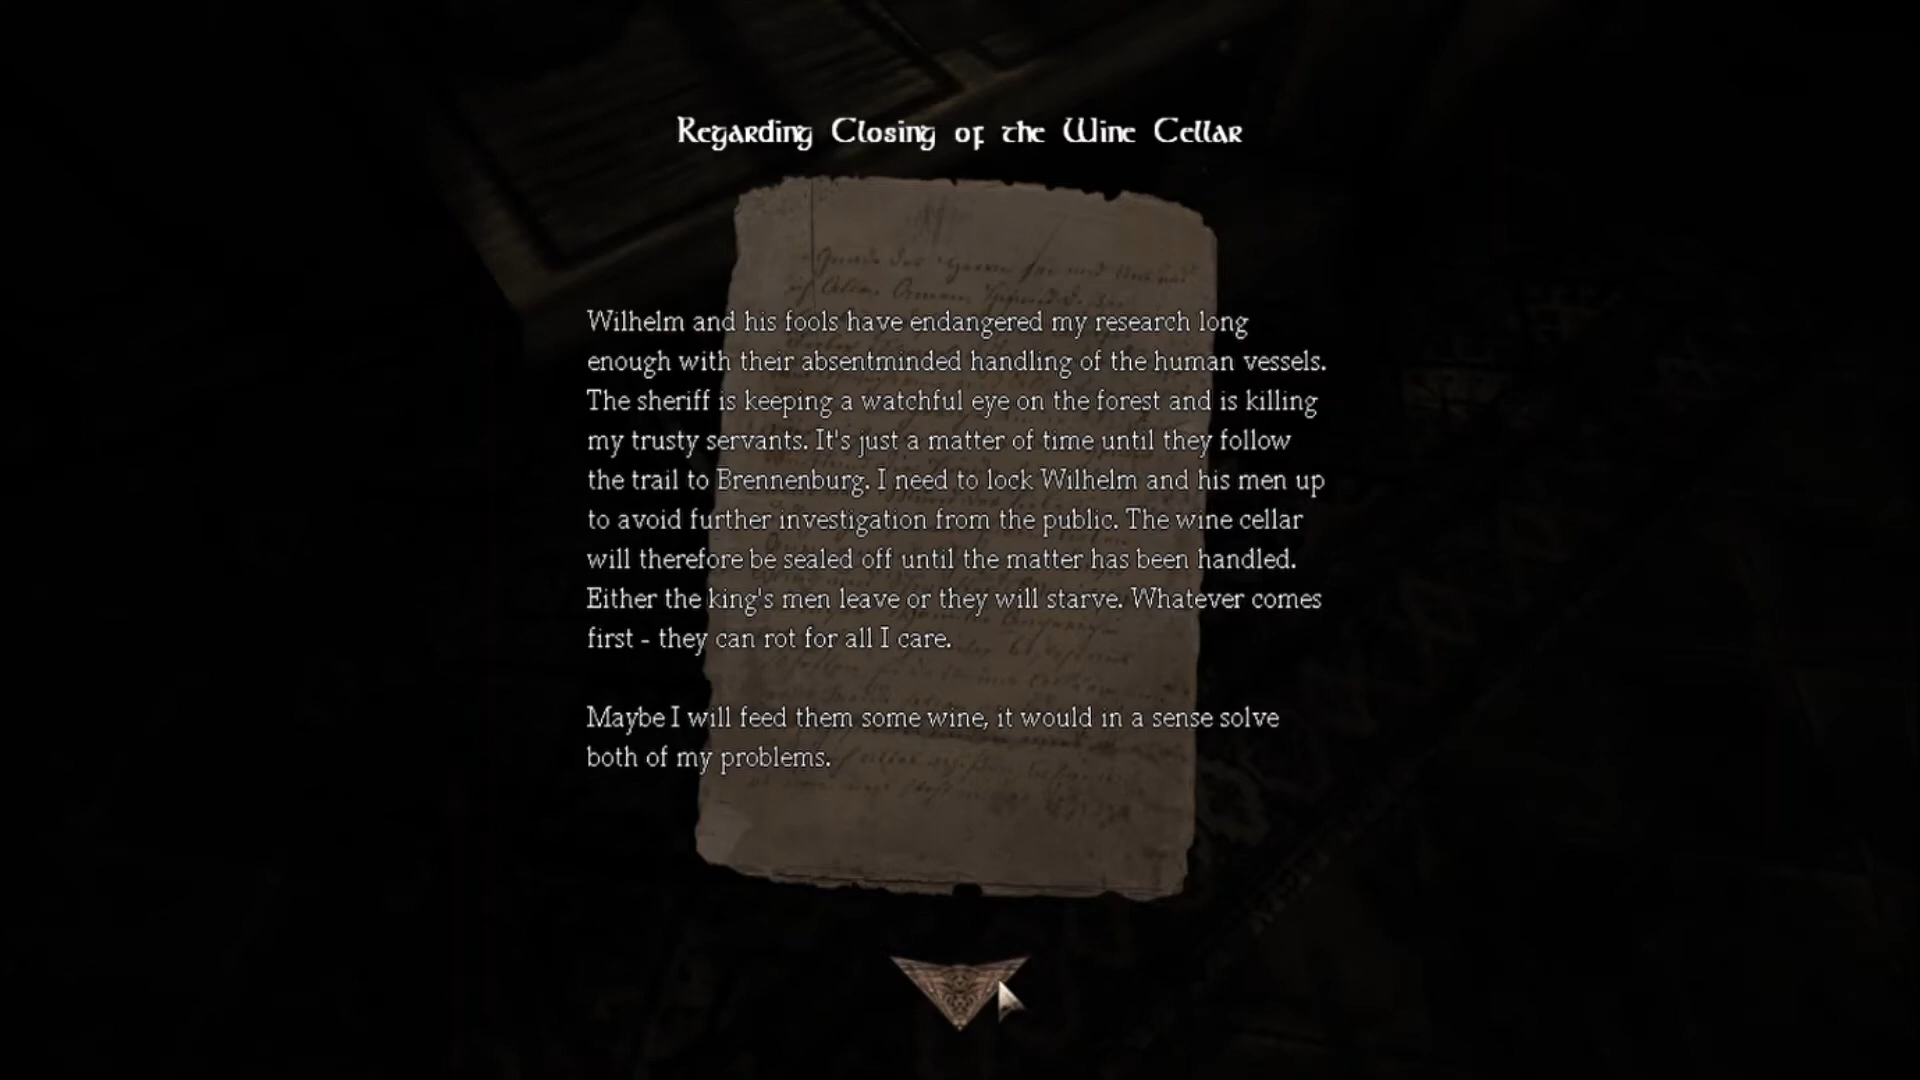 Regarding Closing of the Wine Cellar
Wilhelm and his fools have endangered my research long
enough with their absentminded handling of the human vessels.
The sheriff is keeping a watchful eye on the forest and is killing
my trusty servants. It's just a matter of time until they follow
the trail to Brennenburg. I need to lock Wilhelm and his men up
to avoid further investigation from the public. The wine cellar
will therefore be sealed off until the matter has been handled.
Either the king's men leave or they will starve. Whatever comes
first - they can rot for all I care.
Maybe I will feed them some wine, it would in a sense solve
both of my problems.